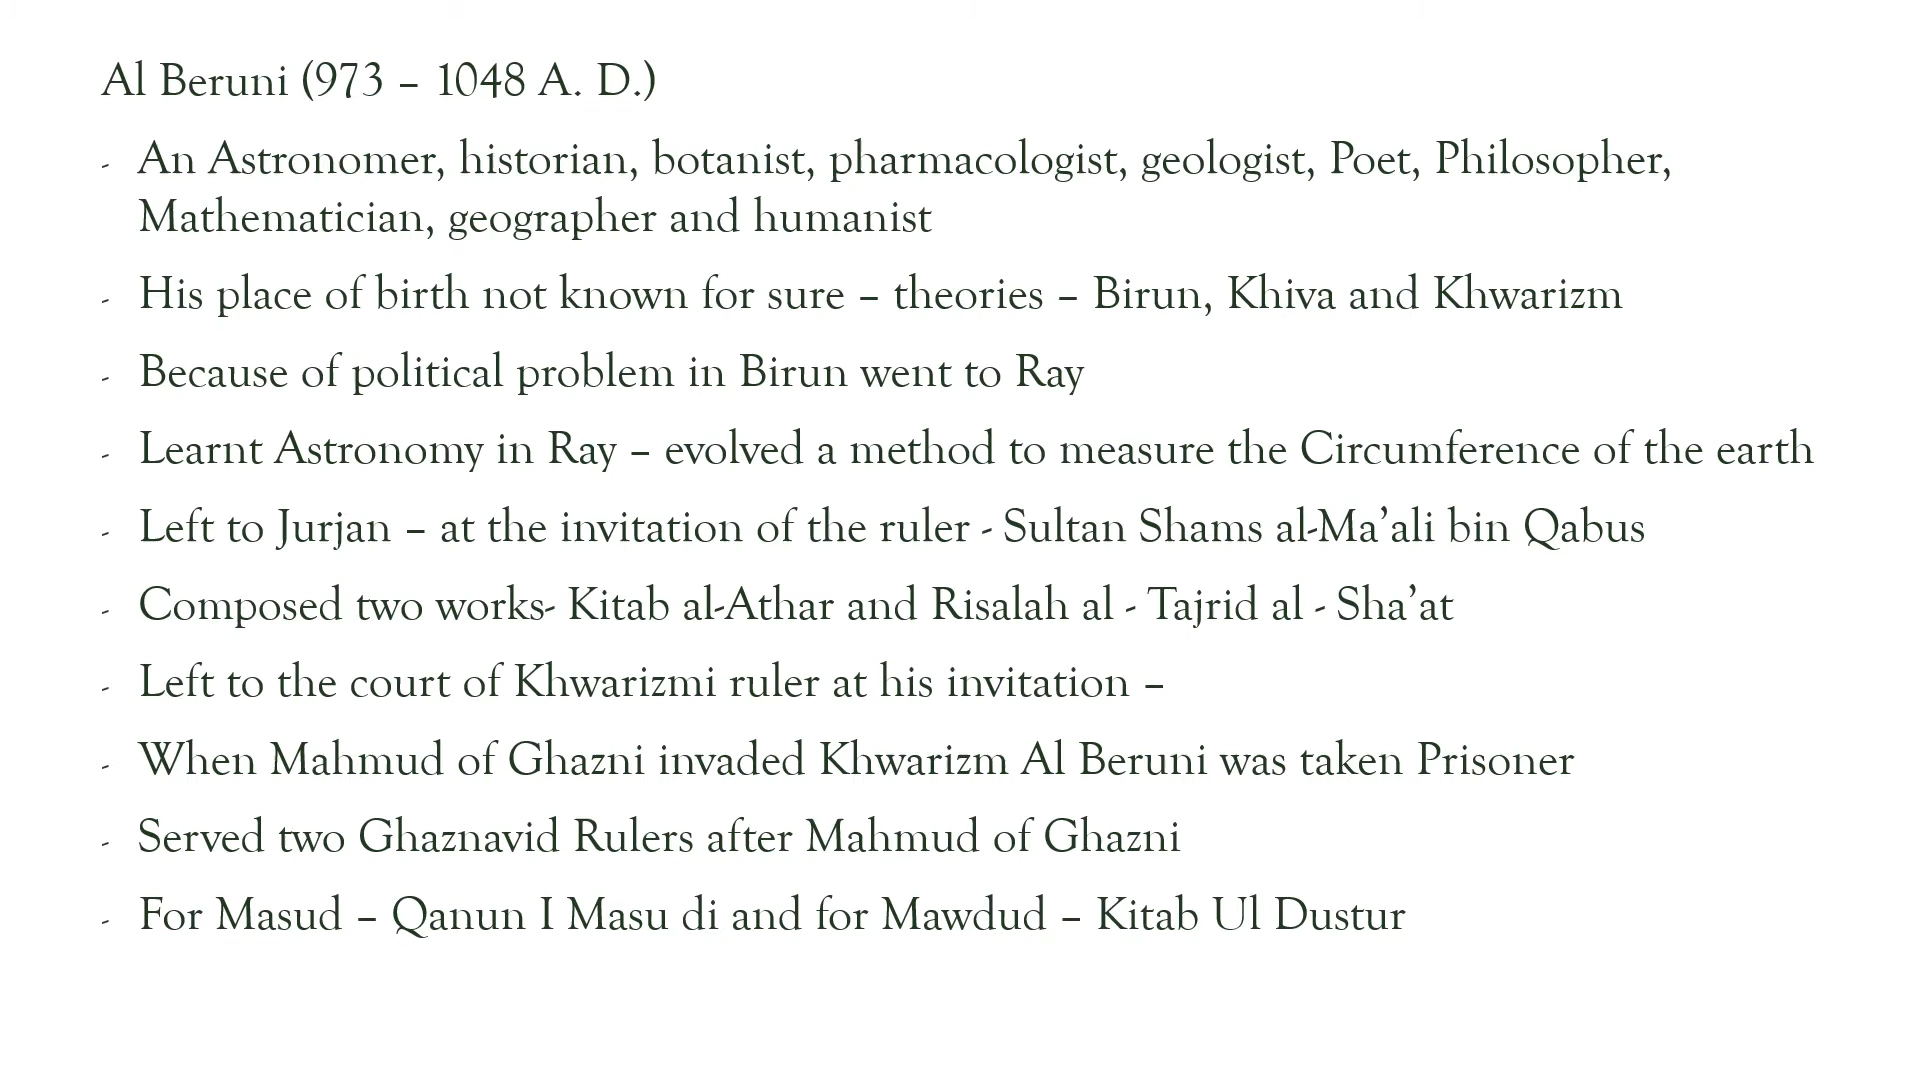 Al Beruni (973 – 1048 A. D.)
- An Astronomer, historian, botanist, pharmacologist, geologist, Poet, Philosopher,
Mathematician, geographer and humanist
- His place of birth not known for sure – theories – Birun, Khiva and Khwarizm
- Because of political problem in Birun went to Ray
- Learnt Astronomy in Ray – evolved a method to measure the Circumference of the earth
- Left to Jurjan – at the invitation of the ruler - Sultan Shams al-Ma’ali bin Qabus
- Composed two works- Kitab al-Athar and Risalah al - Tajrid al - Sha’at
- Left to the court of Khwarizmi ruler at his invitation –
- When Mahmud of Ghazni invaded Khwarizm Al Beruni was taken Prisoner
- Served two Ghaznavid Rulers after Mahmud of Ghazni
- For Masud – Qanun I Masu di and for Mawdud – Kitab Ul Dustur